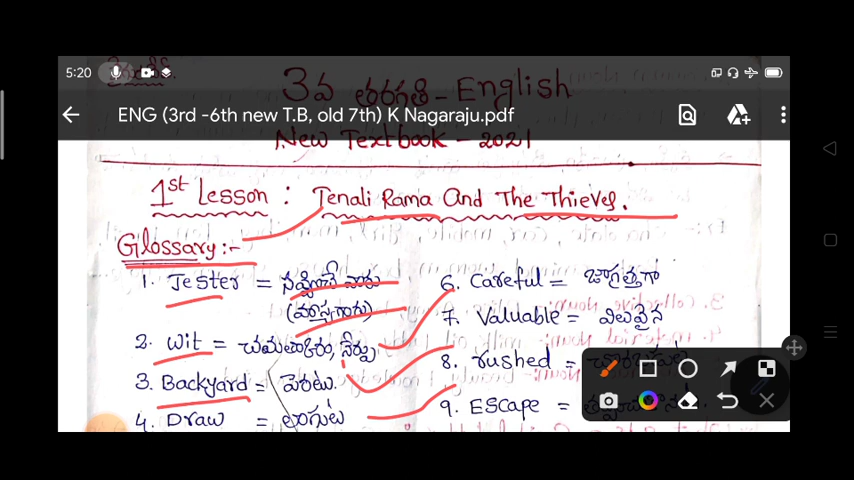 5:20
3వ తరగతి - English
ENG (3rd -6th new T.B, old 7th) K Nagaraju.pdf
New Textbook - 2021
1st Lesson : Tenali Rama And The Thieves.
Glossary :-
1. Jester = నవ్వించే వాడు
(హాస్యగాడు)
2. Wit = చమత్కారం, నేర్పు
3. Backyard = పెరటు.
4. Draw = లాగుట
6. Careful = జాగ్రత్తగా
7. Valuable = విలువైన
8. rushed =
9. Escape =